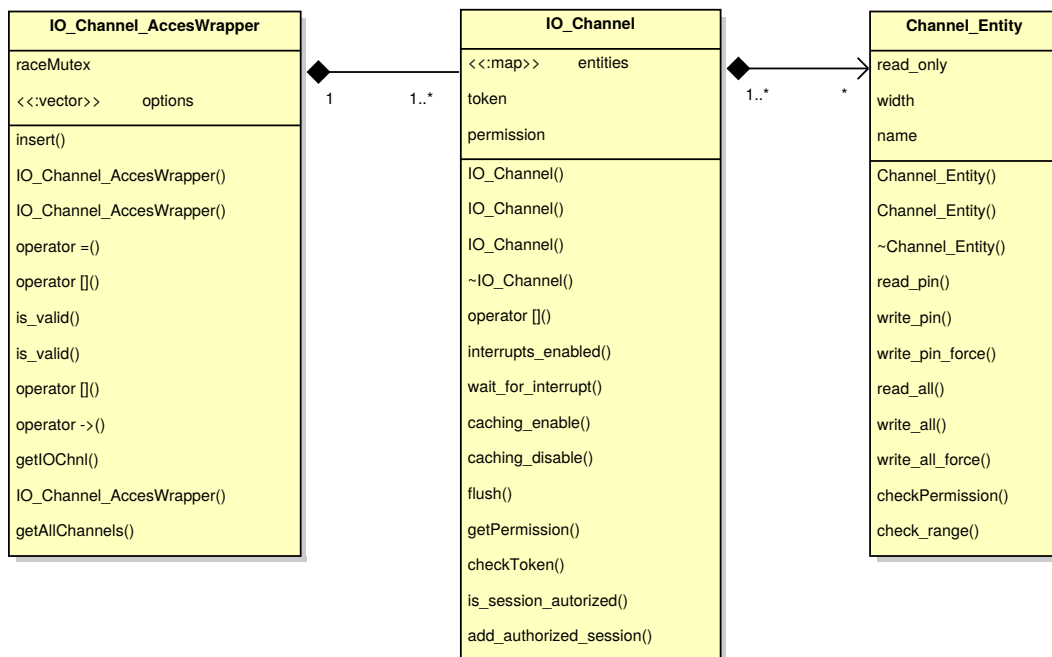 IO_Channel_AccesWrapper
raceMutex
<<:vector>> options
insert()
IO_Channel_AccesWrapper()
IO_Channel_AccesWrapper()
operator =()
operator []()
is_valid()
is_valid()
operator []()
operator ->()
getIOChnl()
IO_Channel_AccesWrapper()
getAllChannels()
1
1..*
IO_Channel
<<:map>> entities
token
permission
IO_Channel()
IO_Channel()
IO_Channel()
~IO_Channel()
operator []()
interrupts_enabled()
wait_for_interrupt()
caching_enable()
caching_disable()
flush()
getPermission()
checkToken()
is_session_autorized()
add_authorized_session()
1..*
*
Channel_Entity
read_only
width
name
Channel_Entity()
Channel_Entity()
~Channel_Entity()
read_pin()
write_pin()
write_pin_force()
read_all()
write_all()
write_all_force()
checkPermission()
check_range()